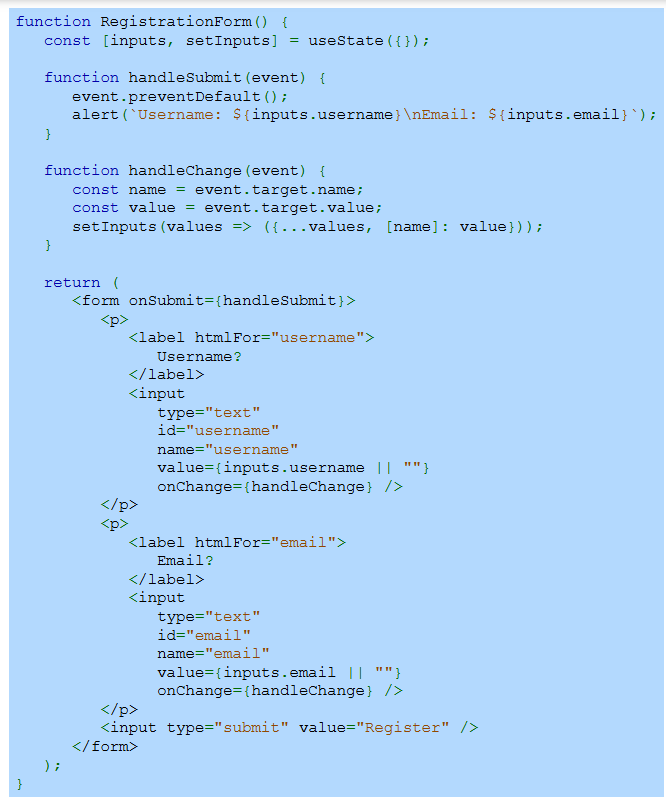 function RegistrationForm() {
   const [inputs, setInputs] = useState({});

   function handleSubmit(event) {
      event.preventDefault();
      alert(`Username: ${inputs.username}\nEmail: ${inputs.email}`);
   }

   function handleChange(event) {
      const name = event.target.name;
      const value = event.target.value;
      setInputs(values => ({...values, [name]: value}));
   }

   return (
      <form onSubmit={handleSubmit}>
         <p>
            <label htmlFor="username">
               Username?
            </label>
            <input
               type="text"
               id="username"
               name="username"
               value={inputs.username || ""}
               onChange={handleChange} />
         </p>
         <p>
            <label htmlFor="email">
               Email?
            </label>
            <input
               type="text"
               id="email"
               name="email"
               value={inputs.email || ""}
               onChange={handleChange} />
         </p>
         <input type="submit" value="Register" />
      </form>
   );
}